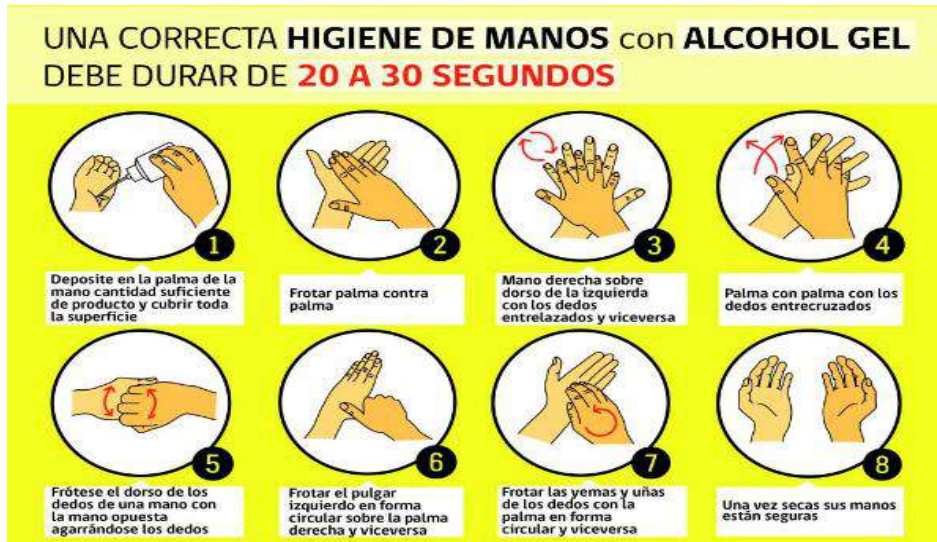 UNA CORRECTA HIGIENE DE MANOS con ALCOHOL GEL
DEBE DURAR DE 20 A 30 SEGUNDOS
1
Deposite en la palma de la
mano cantidad suficiente
de producto y cubrir toda
la superficie
2
Frotar palma contra
palma
3
Mano derecha sobre
dorso de la izquierda
con los dedos
entrelazados y viceversa
4
Palma con palma con los
dedos entrecruzados
5
Frótese el dorso de los
dedos de una mano con
la mano opuesta
agarrándose los dedos
6
Frotar el pulgar
izquierdo en forma
circular sobre la palma
derecha y viceversa
7
Frotar las yemas y uñas
de los dedos con la
palma en forma
circular y viceversa
8
Una vez secas sus manos
están seguras